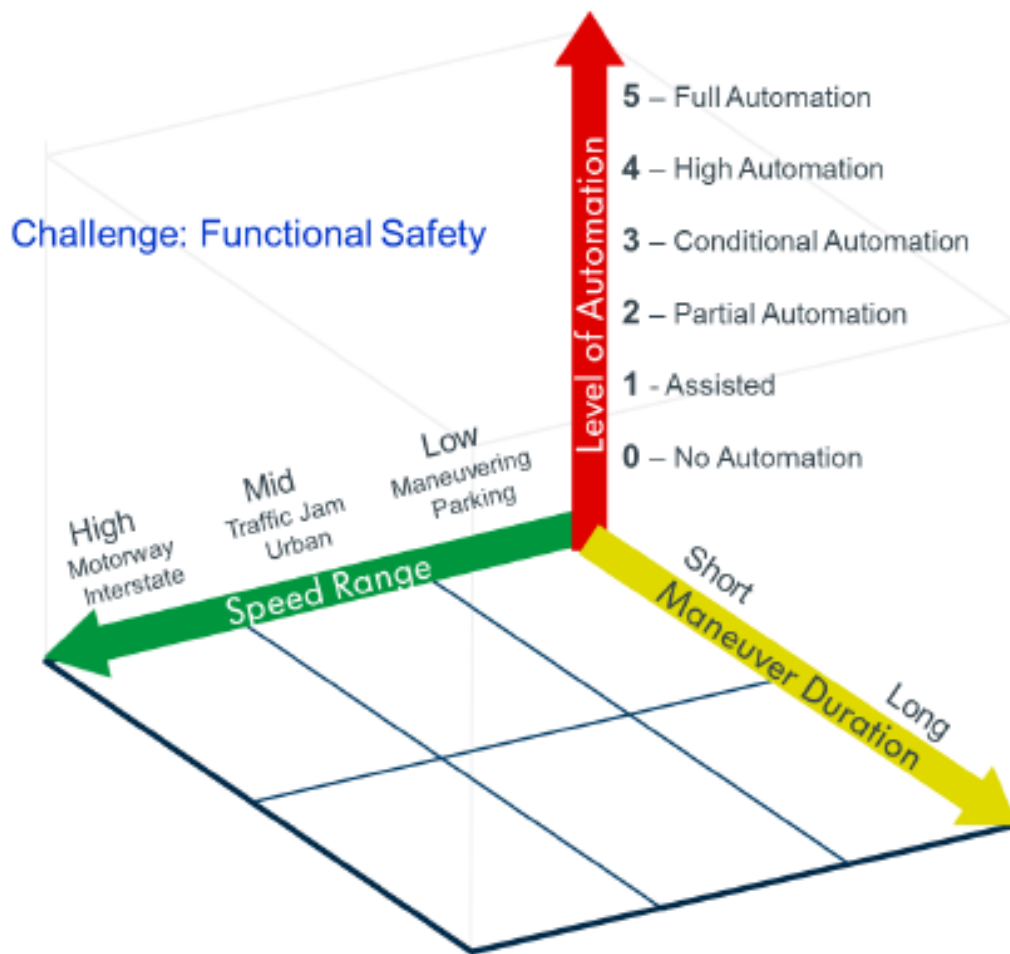 5 – Full Automation
4 – High Automation
Challenge: Functional Safety
3 – Conditional Automation
2 – Partial Automation
1 - Assisted
0 – No Automation
Level of Automation
Low
Maneuvering
Parking
Mid
Traffic Jam
Urban
High
Motorway
Interstate
Speed Range
Short
Long
Maneuver Duration